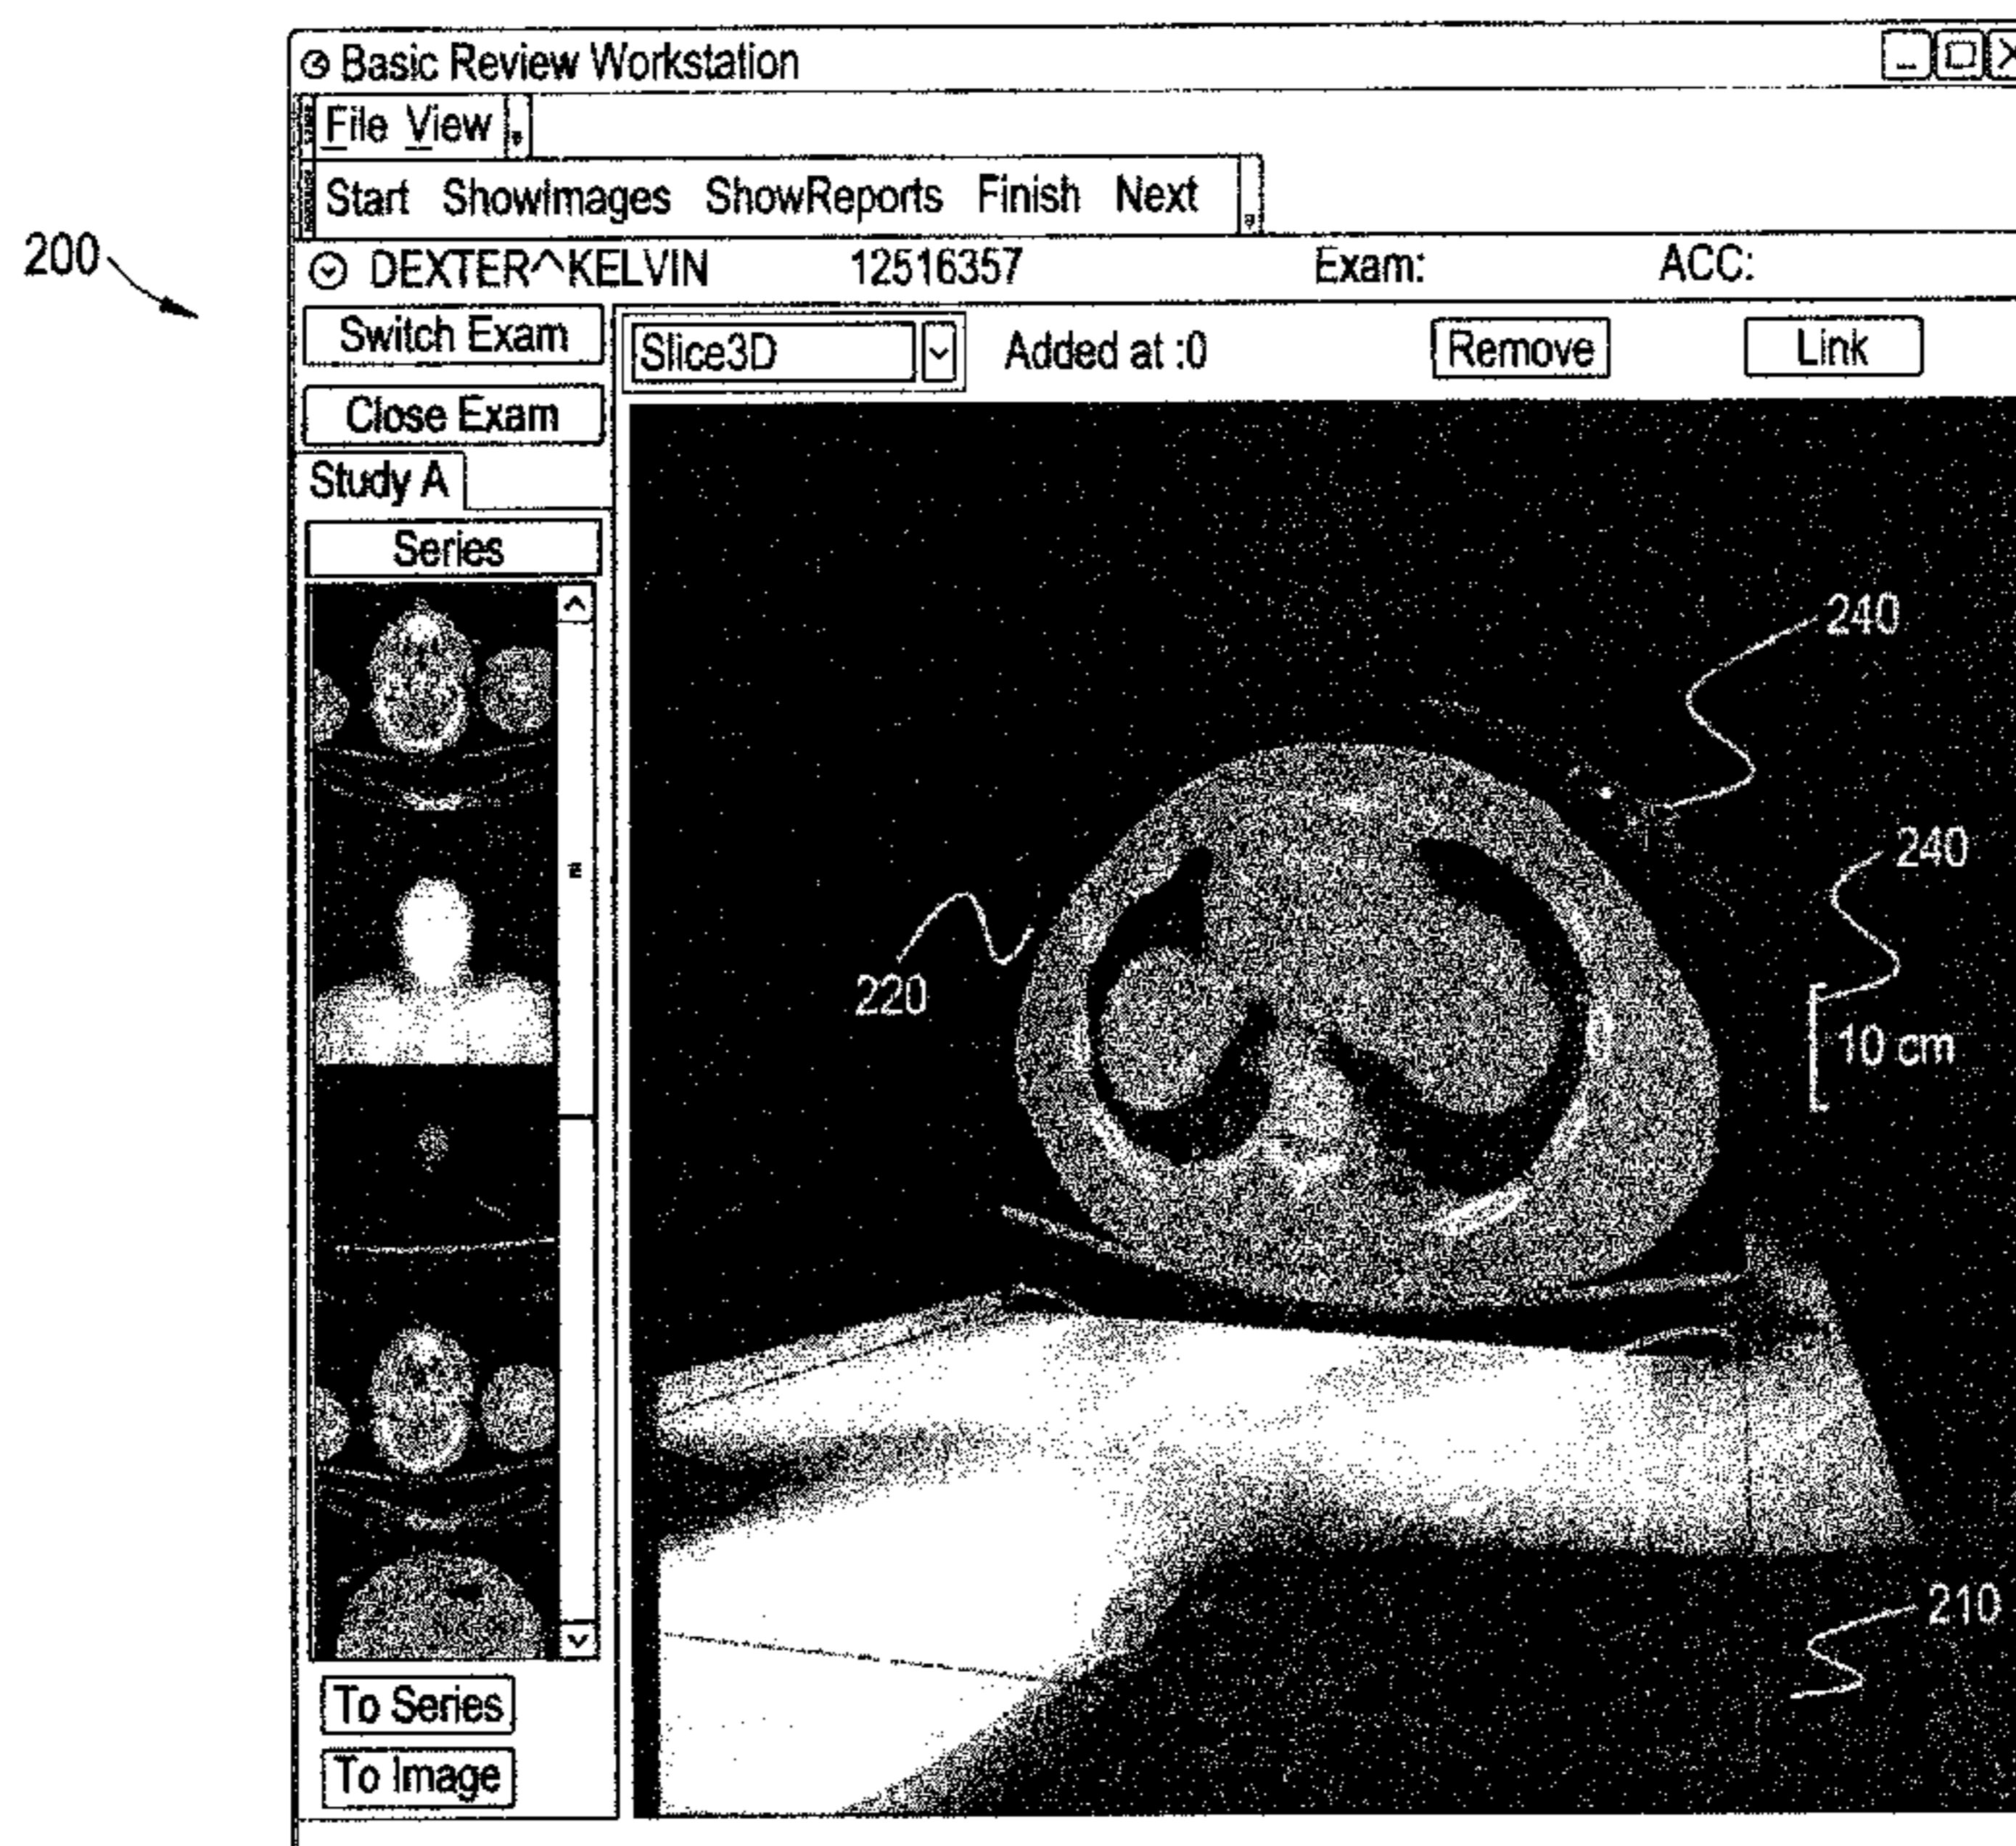 Basic Review Workstation
File View
Start ShowImages ShowReports Finish Next
200
DEXTER^KELVIN 12516357 Exam: ACC:
Switch Exam
Slice3D Added at :0 Remove Link
Close Exam
Study A
Series
240
240
220
10 cm
210
To Series
To Image